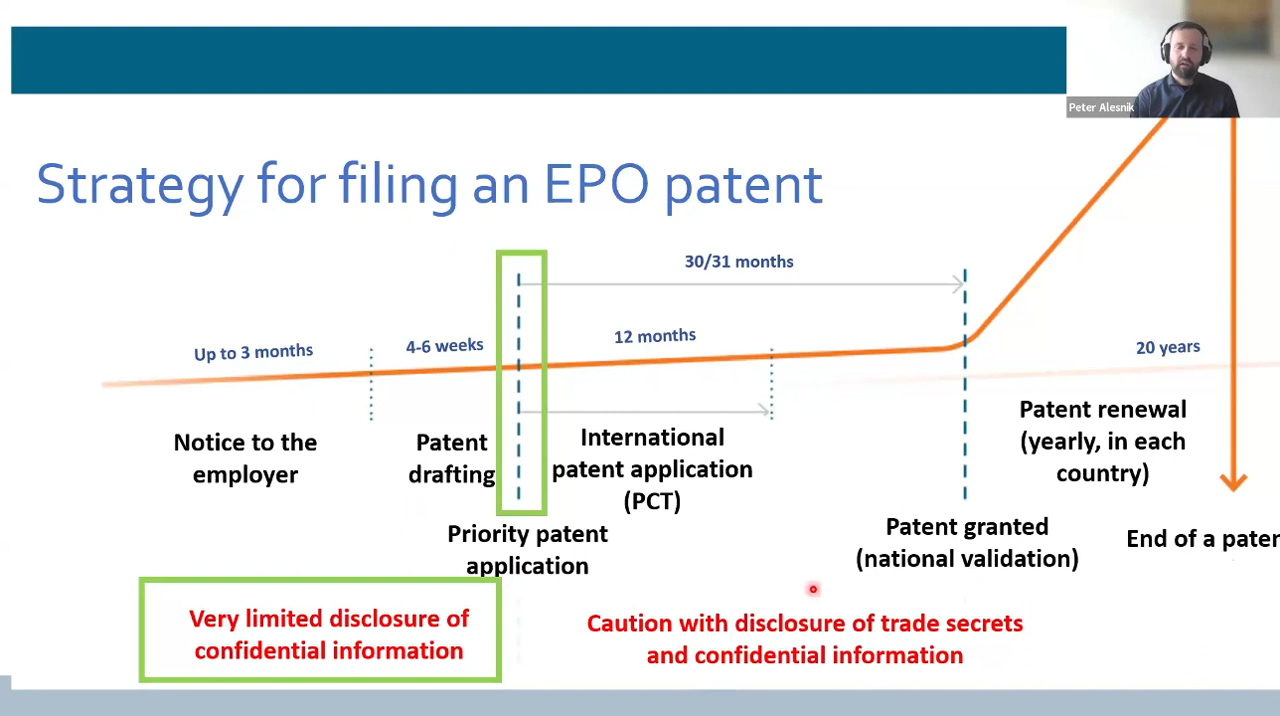 Peter Alesnik
Strategy for filing an EPO patent
30/31 months
Up to 3 months
4-6 weeks
12 months
20 years
Notice to the
employer
Patent
drafting
International
patent application
(PCT)
Patent renewal
(yearly, in each
country)
Priority patent
application
Patent granted
(national validation)
End of a paten
Very limited disclosure of
confidential information
Caution with disclosure of trade secrets
and confidential information